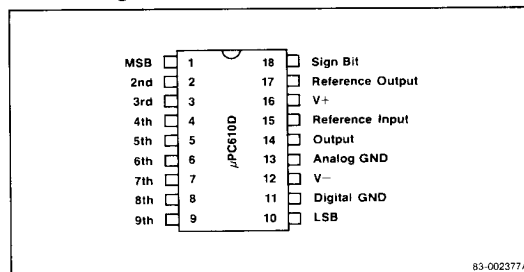 MSB 1 18 Sign Bit
2nd 2 17 Reference Output
3rd 3 16 V+
4th 4 15 Reference Input
5th 5 14 Output
6th 6 13 Analog GND
7th 7 12 V−
8th 8 11 Digital GND
9th 9 10 LSB
μPC610D
83-002377A